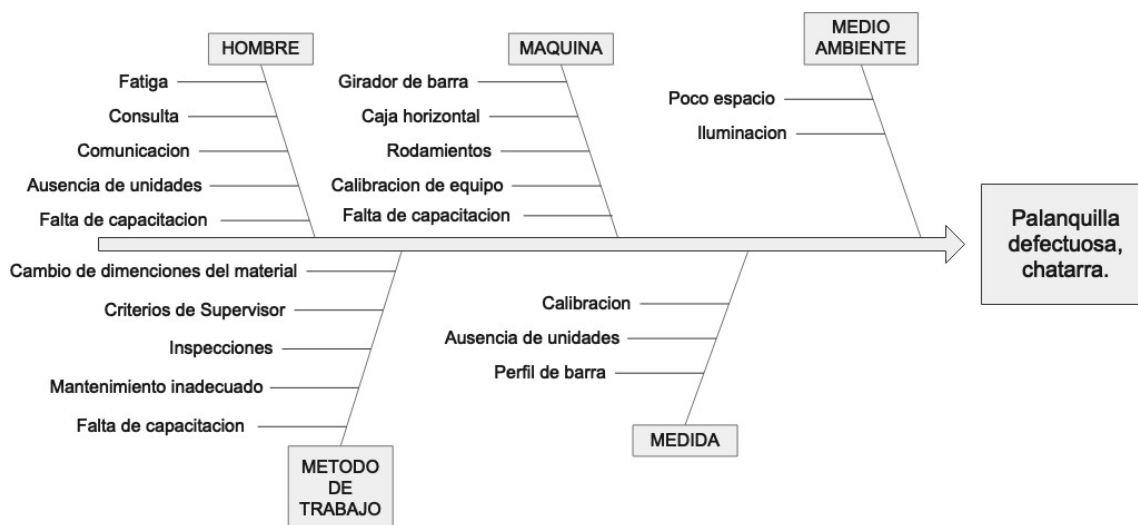 HOMBRE
Fatiga
Consulta
Comunicacion
Ausencia de unidades
Falta de capacitacion
MAQUINA
Girador de barra
Caja horizontal
Rodamientos
Calibracion de equipo
Falta de capacitacion
MEDIO
AMBIENTE
Poco espacio
Iluminacion
Palanquilla
defectuosa,
chatarra.
Cambio de dimenciones del material
Criterios de Supervisor
Inspecciones
Mantenimiento inadecuado
Falta de capacitacion
METODO
DE
TRABAJO
Calibracion
Ausencia de unidades
Perfil de barra
MEDIDA